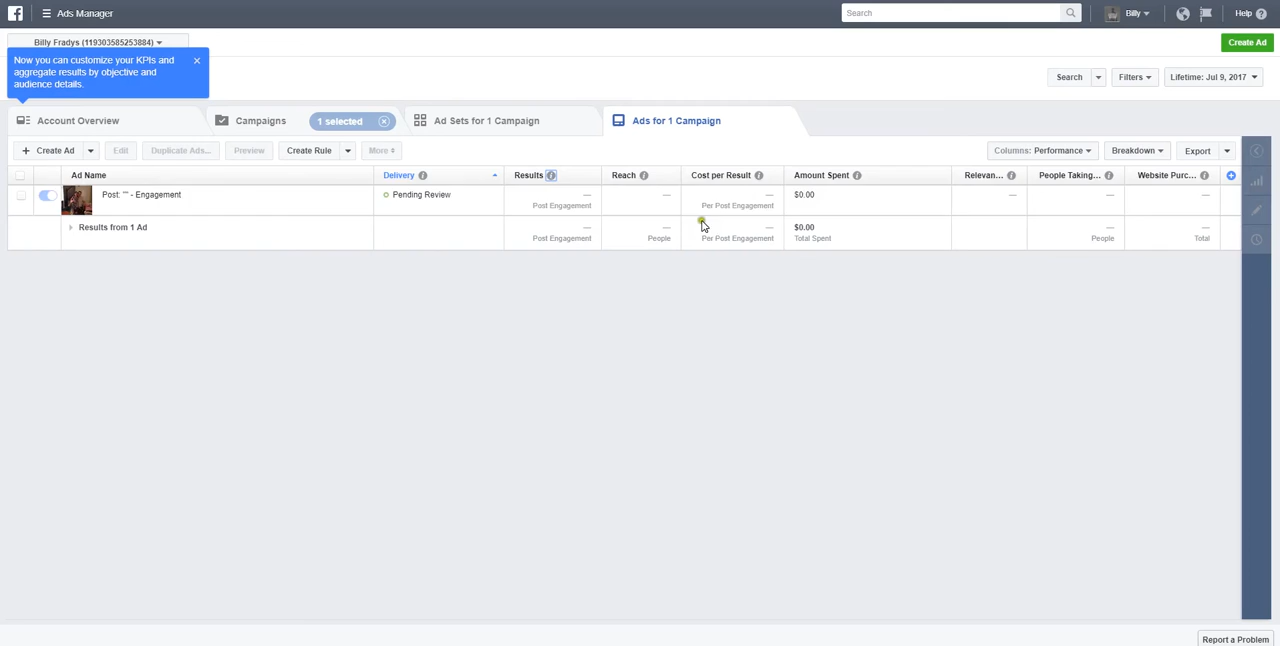 Ads Manager
Search
Billy
Help
Billy Fradys (119303585253884)
Create Ad
Now you can customize your KPIs and
aggregate results by objective and
audience details.
Search
Filters
Lifetime: Jul 9, 2017
Account Overview
Campaigns
1 selected
Ad Sets for 1 Campaign
Ads for 1 Campaign
+ Create Ad
Edit
Duplicate Ads...
Preview
Create Rule
More
Columns: Performance
Breakdown
Export
Ad Name
Delivery
Results
Reach
Cost per Result
Amount Spent
Relevan...
People Taking...
Website Purc...
Post: "" - Engagement
Pending Review
—
—
—
$0.00
—
—
—
Post Engagement
Per Post Engagement
Results from 1 Ad
—
—
—
$0.00
—
—
Post Engagement
People
Per Post Engagement
Total Spent
People
Total
Report a Problem